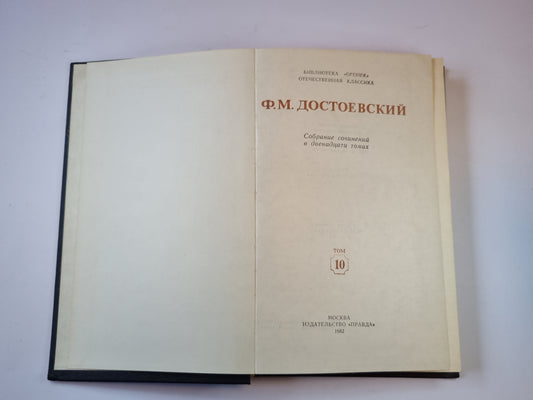 БИБЛИОТЕКА «ОГОНЕК»
ОТЕЧЕСТВЕННАЯ КЛАССИКА
Ф. М. ДОСТОЕВСКИЙ
Собрание сочинений
в двенадцати томах
ТОМ
10
МОСКВА
ИЗДАТЕЛЬСТВО «ПРАВДА»
1982